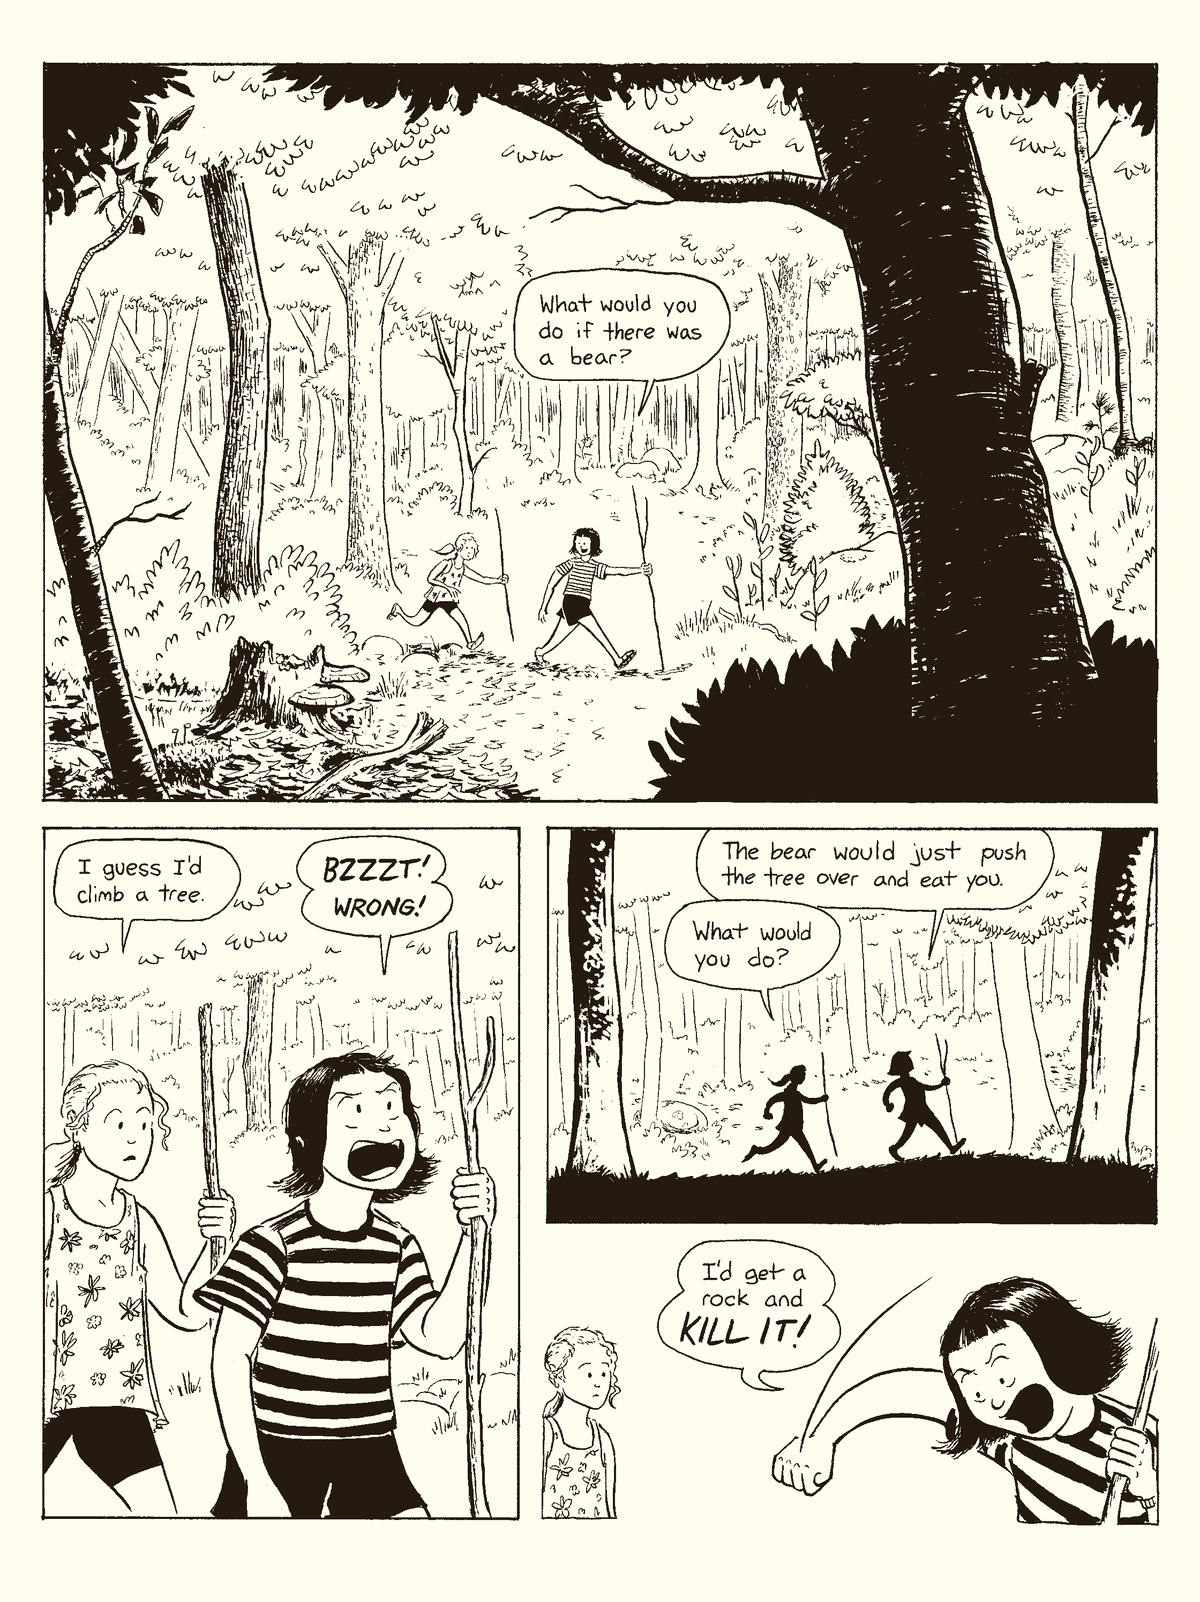 What would you
do if there was
a bear?
I guess I'd
climb a tree.
BZZZT!
WRONG!
The bear would just push
the tree over and eat you.
What would
you do?
I'd get a
rock and
KILL IT!